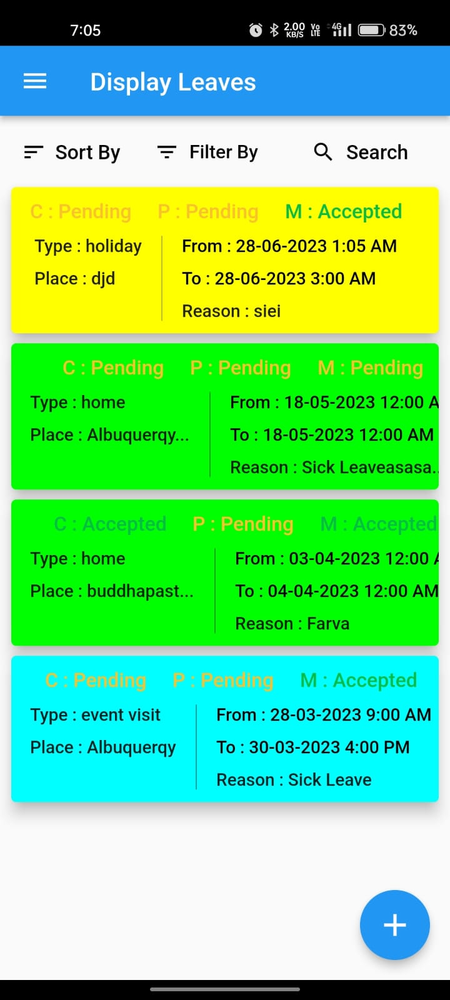 7:05 2.00 KB/S Vo LTE 4G 83%
Display Leaves
Sort By Filter By Search
C : Pending P : Pending M : Accepted
Type : holiday From : 28-06-2023 1:05 AM
Place : djd To : 28-06-2023 3:00 AM
Reason : siei
C : Pending P : Pending M : Pending
Type : home From : 18-05-2023 12:00 A
Place : Albuquerqy... To : 18-05-2023 12:00 AM
Reason : Sick Leaveasasa..
C : Accepted P : Pending M : Accepted
Type : home From : 03-04-2023 12:00 A
Place : buddhapast... To : 04-04-2023 12:00 AM
Reason : Farva
C : Pending P : Pending M : Accepted
Type : event visit From : 28-03-2023 9:00 AM
Place : Albuquerqy To : 30-03-2023 4:00 PM
Reason : Sick Leave